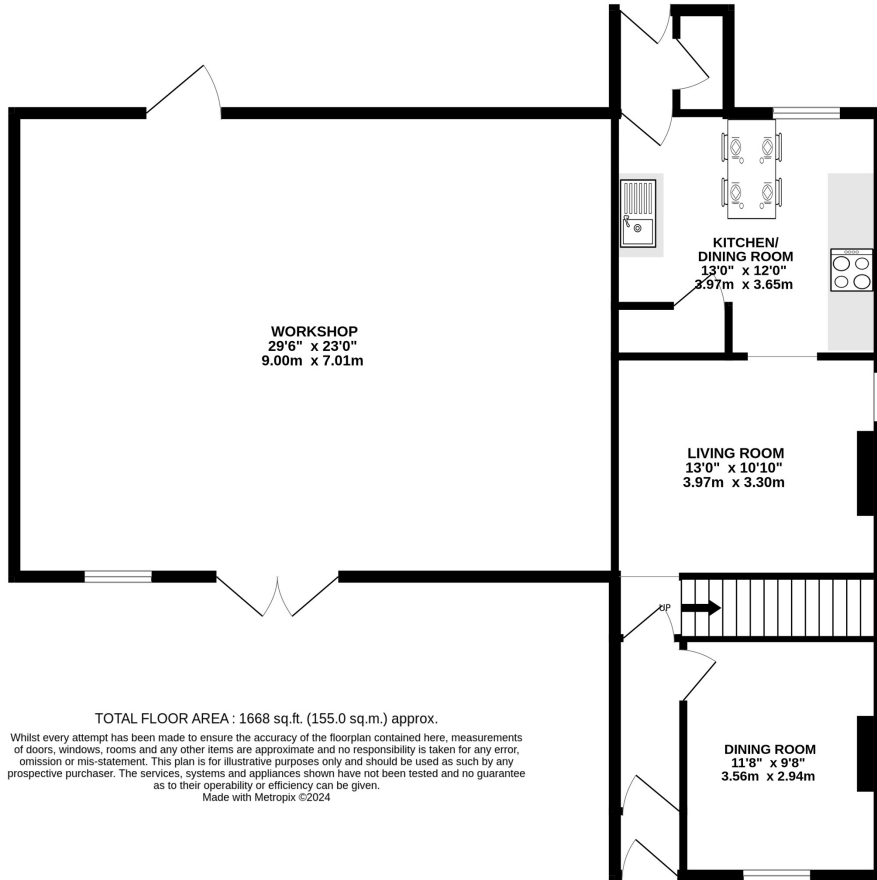 KITCHEN/
DINING ROOM
13'0" x 12'0"
3.97m x 3.65m
WORKSHOP
29'6" x 23'0"
9.00m x 7.01m
LIVING ROOM
13'0" x 10'10"
3.97m x 3.30m
UP
TOTAL FLOOR AREA : 1668 sq.ft. (155.0 sq.m.) approx.
Whilst every attempt has been made to ensure the accuracy of the floorplan contained here, measurements
of doors, windows, rooms and any other items are approximate and no responsibility is taken for any error,
omission or mis-statement. This plan is for illustrative purposes only and should be used as such by any
prospective purchaser. The services, systems and appliances shown have not been tested and no guarantee
as to their operability or efficiency can be given.
Made with Metropix ©2024
DINING ROOM
11'8" x 9'8"
3.56m x 2.94m